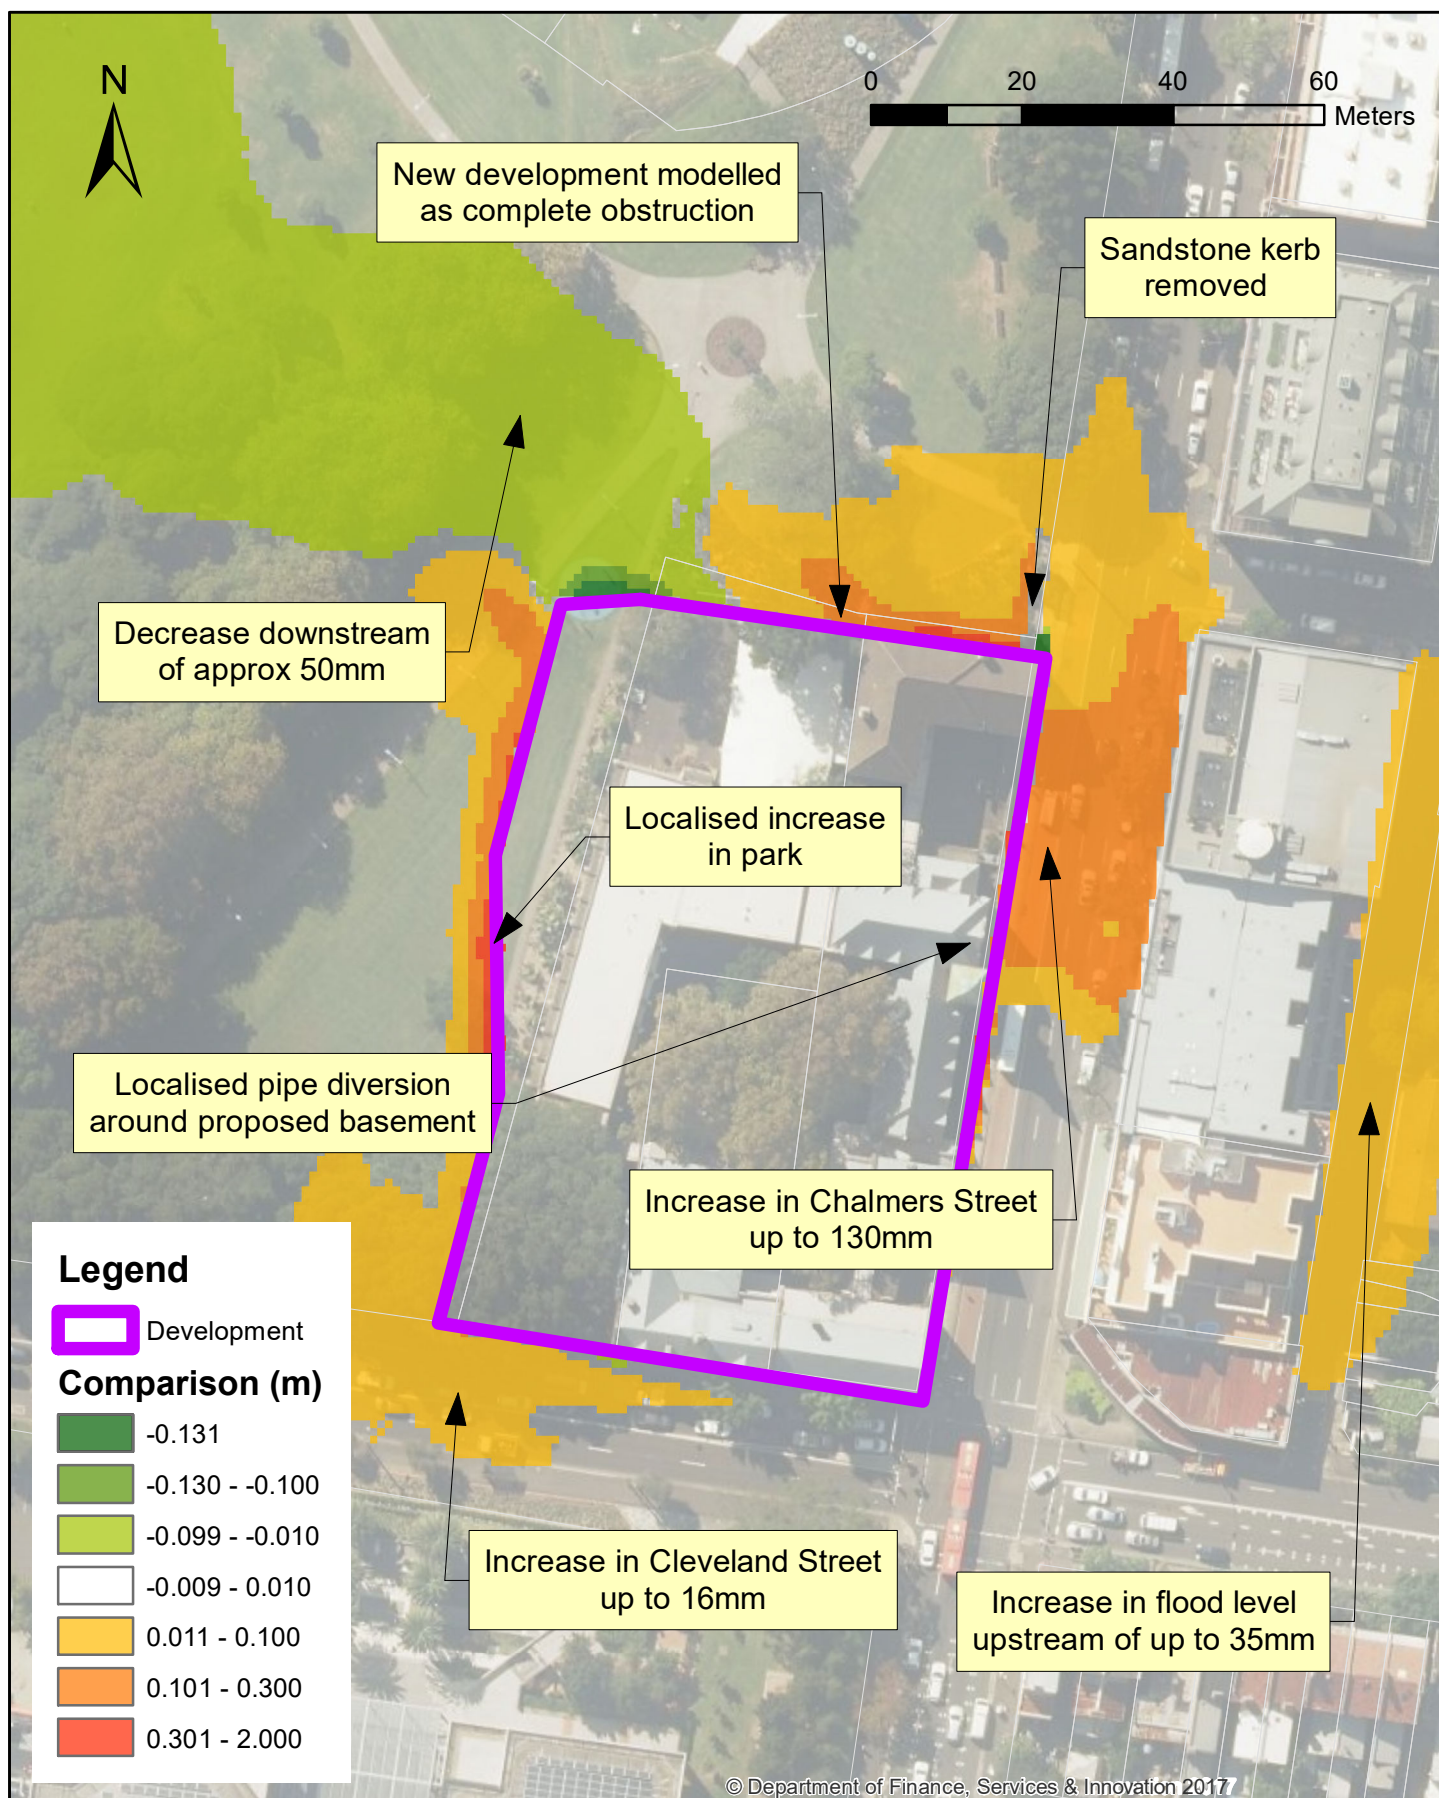 N
0 20 40 60
Meters
New development modelled
as complete obstruction
Sandstone kerb
removed
Decrease downstream
of approx 50mm
Localised increase
in park
Localised pipe diversion
around proposed basement
Increase in Chalmers Street
up to 130mm
Increase in Cleveland Street
up to 16mm
Increase in flood level
upstream of up to 35mm
Legend
Development
Comparison (m)
-0.131
-0.130 - -0.100
-0.099 - -0.010
-0.009 - 0.010
0.011 - 0.100
0.101 - 0.300
0.301 - 2.000
© Department of Finance, Services & Innovation 2017